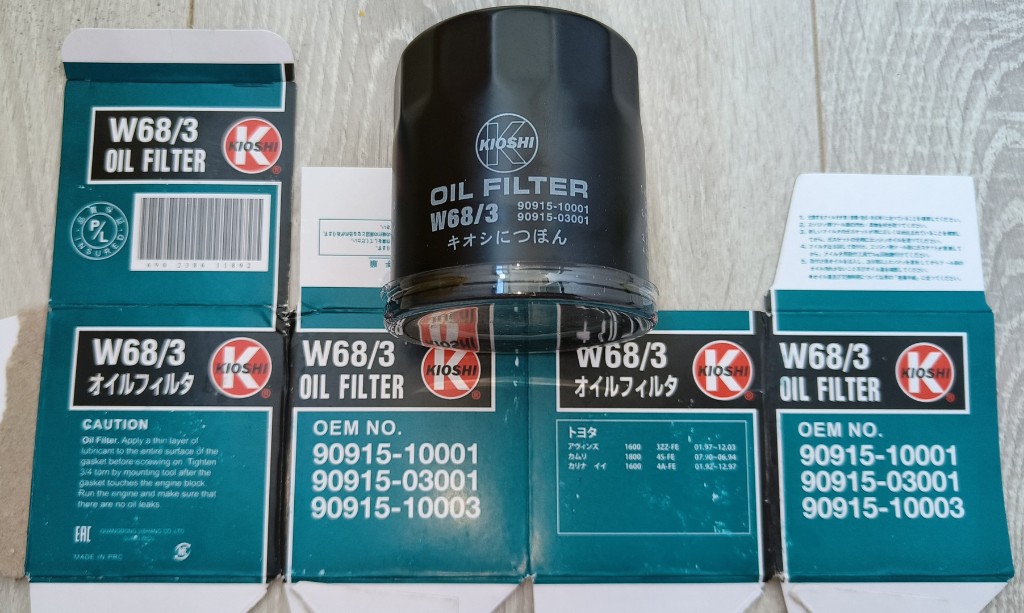 W68/3
OIL FILTER
K
KIOSHI
®
品質保証
P/L
INSURED
K
KIOSHI
OIL FILTER
W68/3
90915-10001
90915-03001
キオシにつぽん
W68/3
オイルフィルタ
K
KIOSHI
®
CAUTION
Oil Filter. Apply a thin layer of
lubricant to the entire surface of the
gasket before screwing on. Tighten
3/4 torn by mounting tool after the
gasket touches the engine block.
Run the engine and make sure that
there are no oil leaks.
EAC
MADE IN PRC
W68/3
OIL FILTER
K
KIOSHI
®
OEM NO.
90915-10001
90915-03001
90915-10003
W68/3
オイルフィルタ
K
KIOSHI
®
トヨタ
アヴィンズ 1600 3ZZ-FE 01.97-12.03
カムリ 1800 4S-FE 07.90-06.94
カリナ イイ 1600 4A-FE 01.92-12.97
W68/3
OIL FILTER
K
KIOSHI
®
OEM NO.
90915-10001
90915-03001
90915-10003